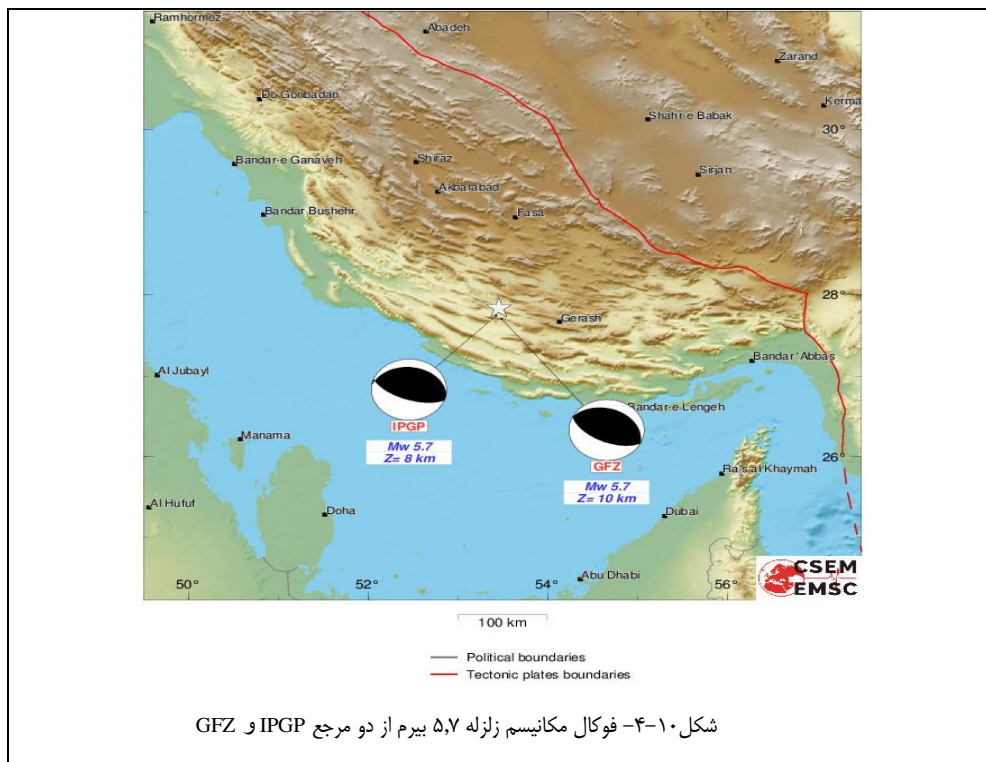 Ramhormoz
Abadeh
Zarand
Do Gonbadan
Kerma
Shahr e Babak
30°
Bandar-e Ganaveh
Shiraz
Sirjan
Akbarabad
Bandar Bushehr
Fasa
28°
Gerash
Bandar 'Abbas
Al Jubayl
Bandar-e Lengeh
IPGP
Manama
Mw 5.7
Z= 8 km
26°
GFZ
Ra's al Khaymah
Mw 5.7
Z= 10 km
Al Hufuf
Doha
Dubai
CSEM
EMSC
50°
52°
54°
Abu Dhabi
56°
100 km
Political boundaries
Tectonic plates boundaries
شکل۱۰-۴- فوکال مکانیسم زلزله ۵٫۷ بیرم از دو مرجع IPGP و GFZ